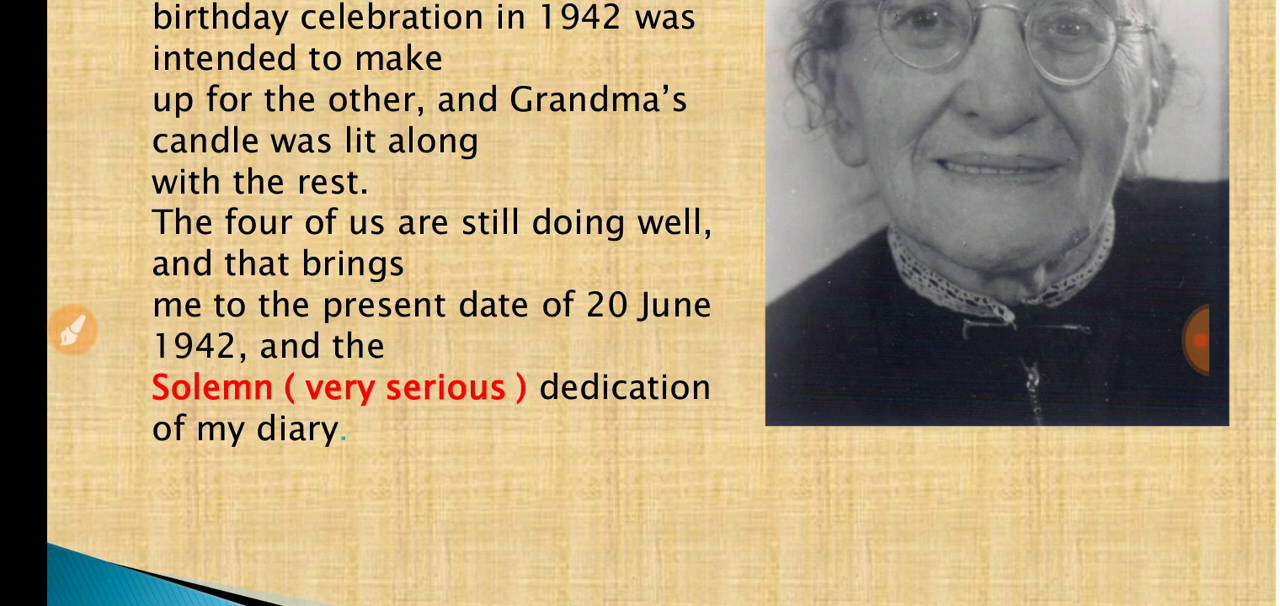 birthday celebration in 1942 was
intended to make
up for the other, and Grandma’s
candle was lit along
with the rest.
The four of us are still doing well,
and that brings
me to the present date of 20 June
1942, and the
Solemn ( very serious ) dedication
of my diary.